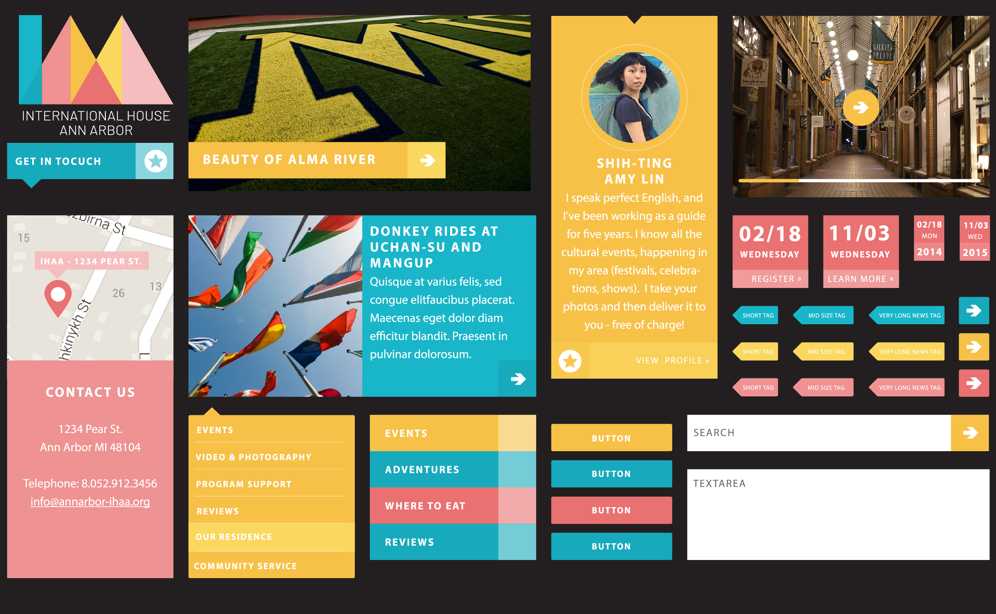 INTERNATIONAL HOUSE
ANN ARBOR
GET IN TOCUCH
BEAUTY OF ALMA RIVER
SHIH-TING
AMY LIN
I speak perfect English, and
I've been working as a guide
for five years. I know all the
cultural events, happening in
my area (festivals, celebra-
tions, shows). I take your
photos and then deliver it to
you - free of charge!
VIEW PROFILE »
02/18
WEDNESDAY
REGISTER »
11/03
WEDNESDAY
LEARN MORE »
02/18
MON
2014
11/03
WED
2015
SHORT TAG
MID SIZE TAG
VERY LONG NEWS TAG
SHORT TAG
MID SIZE TAG
VERY LONG NEWS TAG
SHORT TAG
MID SIZE TAG
VERY LONG NEWS TAG
ozbirna St
15
IHAA - 1234 PEAR ST.
26
13
hkinykh St
CONTACT US
1234 Pear St.
Ann Arbor MI 48104
Telephone: 8.052.912.3456
info@annarbor-ihaa.org
DONKEY RIDES AT
UCHAN-SU AND
MANGUP
Quisque at varius felis, sed
congue elitfaucibus placerat.
Maecenas eget dolor diam
efficitur blandit. Praesent in
pulvinar dolorosum.
EVENTS
VIDEO & PHOTOGRAPHY
PROGRAM SUPPORT
REVIEWS
OUR RESIDENCE
COMMUNITY SERVICE
EVENTS
ADVENTURES
WHERE TO EAT
REVIEWS
BUTTON
BUTTON
BUTTON
BUTTON
SEARCH
TEXTAREA